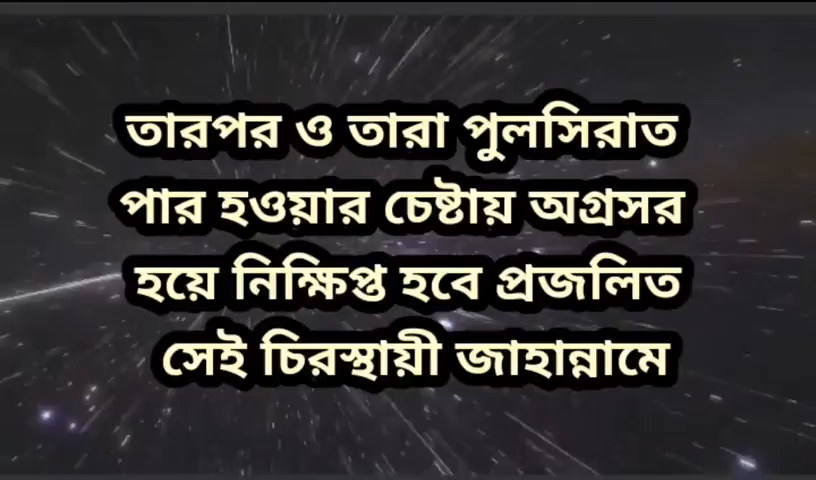 তারপর ও তারা পুলসিরাত
পার হওয়ার চেষ্টায় অগ্রসর
হয়ে নিক্ষিপ্ত হবে প্রজলিত
সেই চিরস্থায়ী জাহান্নামে